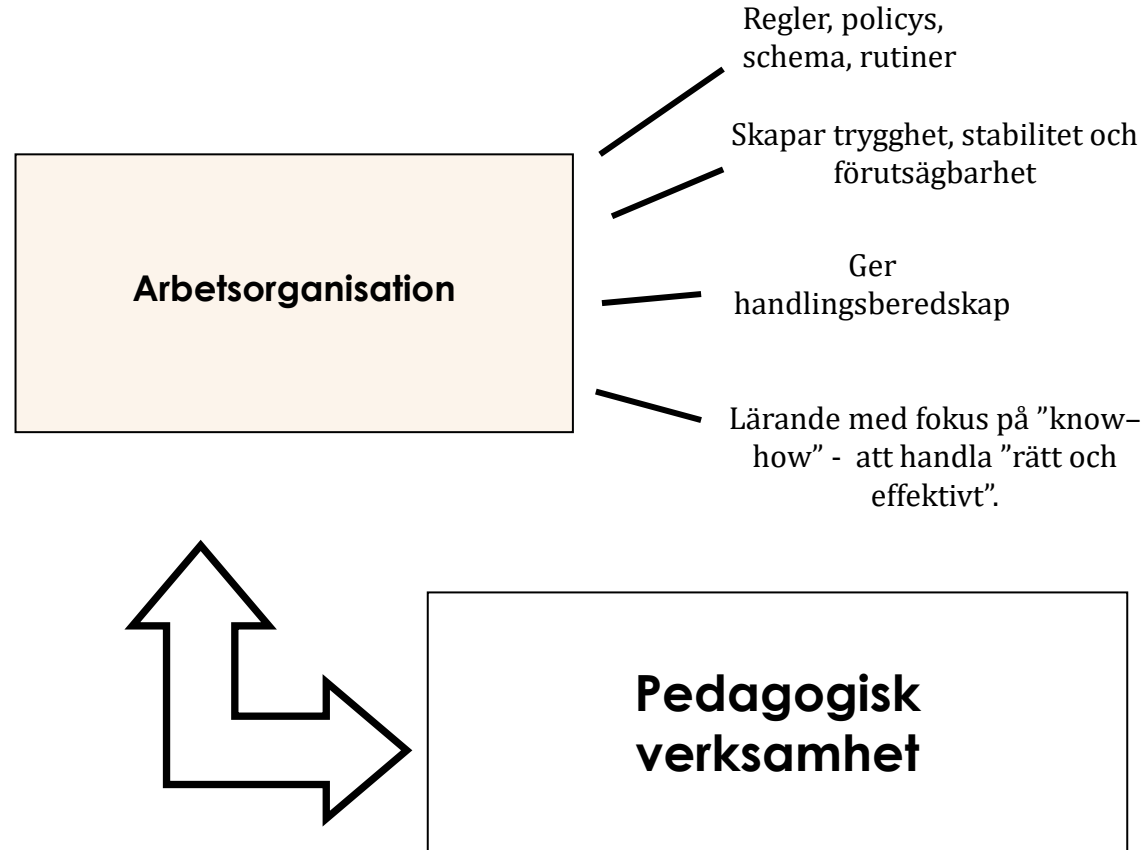 Regler, policys,
schema, rutiner
Skapar trygghet, stabilitet och
förutsägbarhet
Arbetsorganisation
Ger
handlingsberedskap
Lärande med fokus på ”know–
how” - att handla ”rätt och
effektivt”.
Pedagogisk
verksamhet